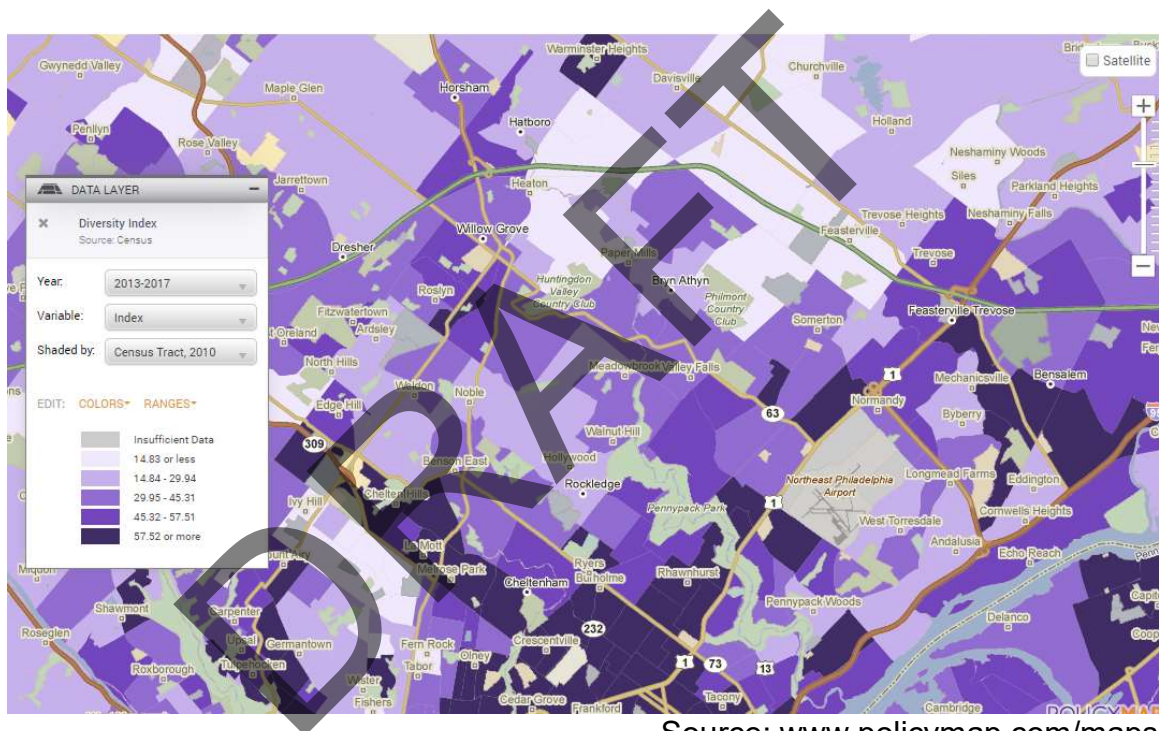 Warminster Heights
Gwynedd Valley
Churchville
Satellite
Davisville
Maple Glen
Horsham
Hatboro
Holland
Penllyn
Rose Valley
Neshaminy Woods
Siles
DATA LAYER
Jarrettown
Heaton
Parkland Heights
Diversity Index
Source: Census
Trevose Heights
Neshaminy Falls
Willow Grove
Feasterville
Dresher
Paper Mills
Trevose
Year:
2013-2017
Huntingdon
Valley
Country Club
Bryn Athyn
Roslyn
Philmont
Country
Club
Variable:
Index
Fitzwatertown
Somerton
Feasterville Trevose
Ardsley
Shaded by:
Census Tract, 2010
North Hills
Meadowbrook
Valley Falls
1
Weldon
Noble
Mechanicsville
Bensalem
EDIT: COLORS RANGES
Edge Hill
63
Normandy
Byberry
95
Insufficient Data
309
Walnut Hill
14.83 or less
Benson East
Hollywood
14.84 - 29.94
Rockledge
Northeast Philadelphia
Airport
Longmead Farms
Eddington
29.95 - 45.31
Ivy Hill
Chelten Hills
1
Pennypack Park
45.32 - 57.51
West Torresdale
Cornwells Heights
57.52 or more
La Mott
Andalusia
Echo Reach
Melrose Park
Ryers
Burholme
Rhawnhurst
Cheltenham
Pennypack Woods
Shawmont
Carpenter
Delanco
Roseglen
Upsal
Germantown
Fern Rock
Crescentville
232
Roxborough
Tulpehocken
Tabor
Olney
1
73
13
Wister
Fishers
Cedar Grove
Frankford
Tacony
Cambridge
POLICYMAP
DRAFT
Source: www.policymap.com/maps